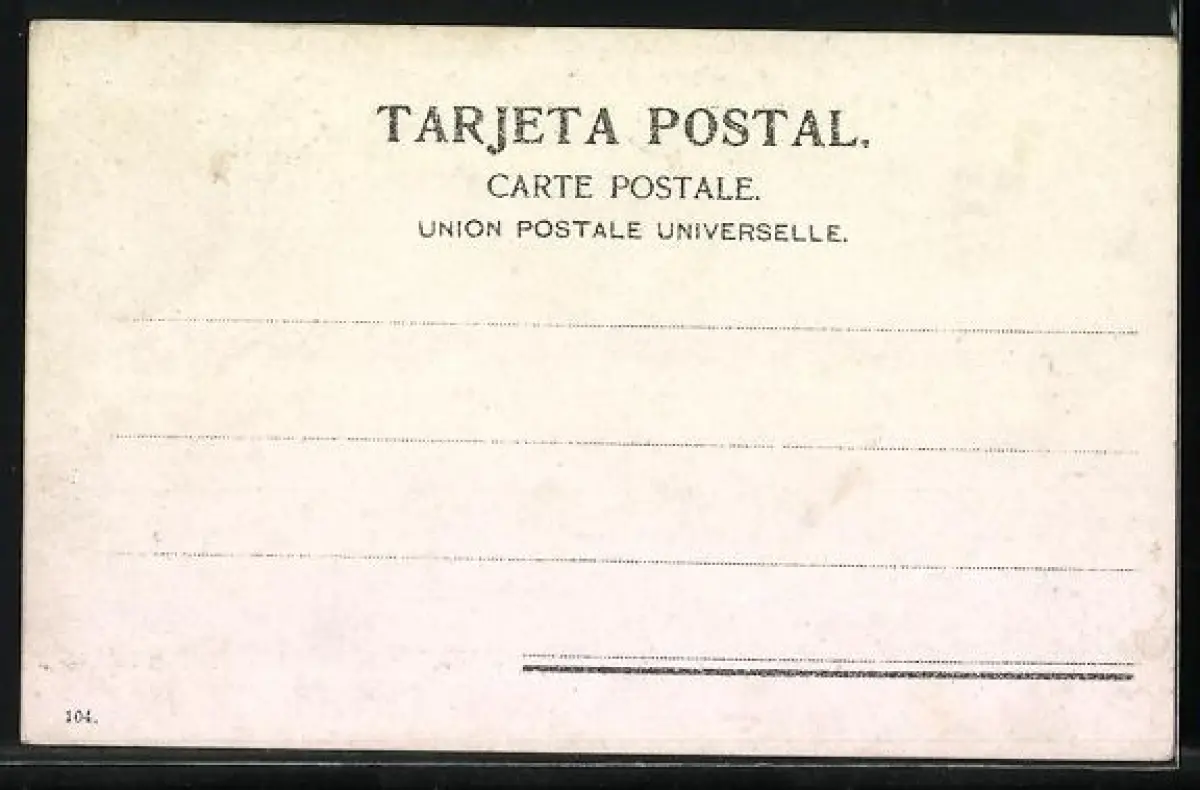 TARJETA POSTAL.
CARTE POSTALE.
UNION POSTALE UNIVERSELLE.
104.